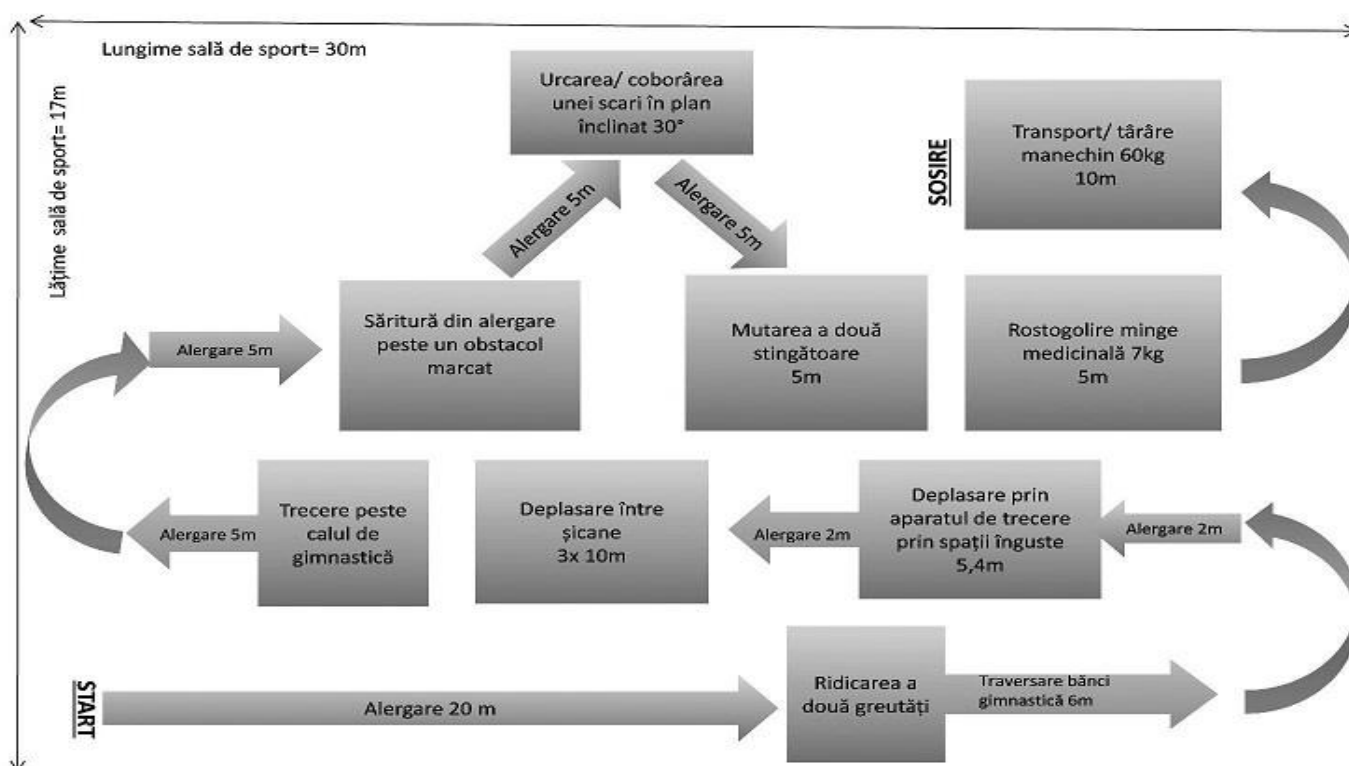 Lungime sală de sport= 30m
Lățime sală de sport= 17m
Urcarea/ coborârea
unei scari în plan
înclinat 30°
SOSIRE
Transport/ târâre
manechin 60kg
10m
Alergare 5m
Alergare 5m
Alergare 5m
Săritură din alergare
peste un obstacol
marcat
Mutarea a două
stingătoare
5m
Rostogolire minge
medicinală 7kg
5m
Alergare 5m
Trecere peste
calul de
gimnastică
Deplasare între
șicane
3x 10m
Alergare 2m
Deplasare prin
aparatul de trecere
prin spații înguste
5,4m
Alergare 2m
START
Alergare 20 m
Ridicarea a
două greutăți
Traversare bănci
gimnastică 6m